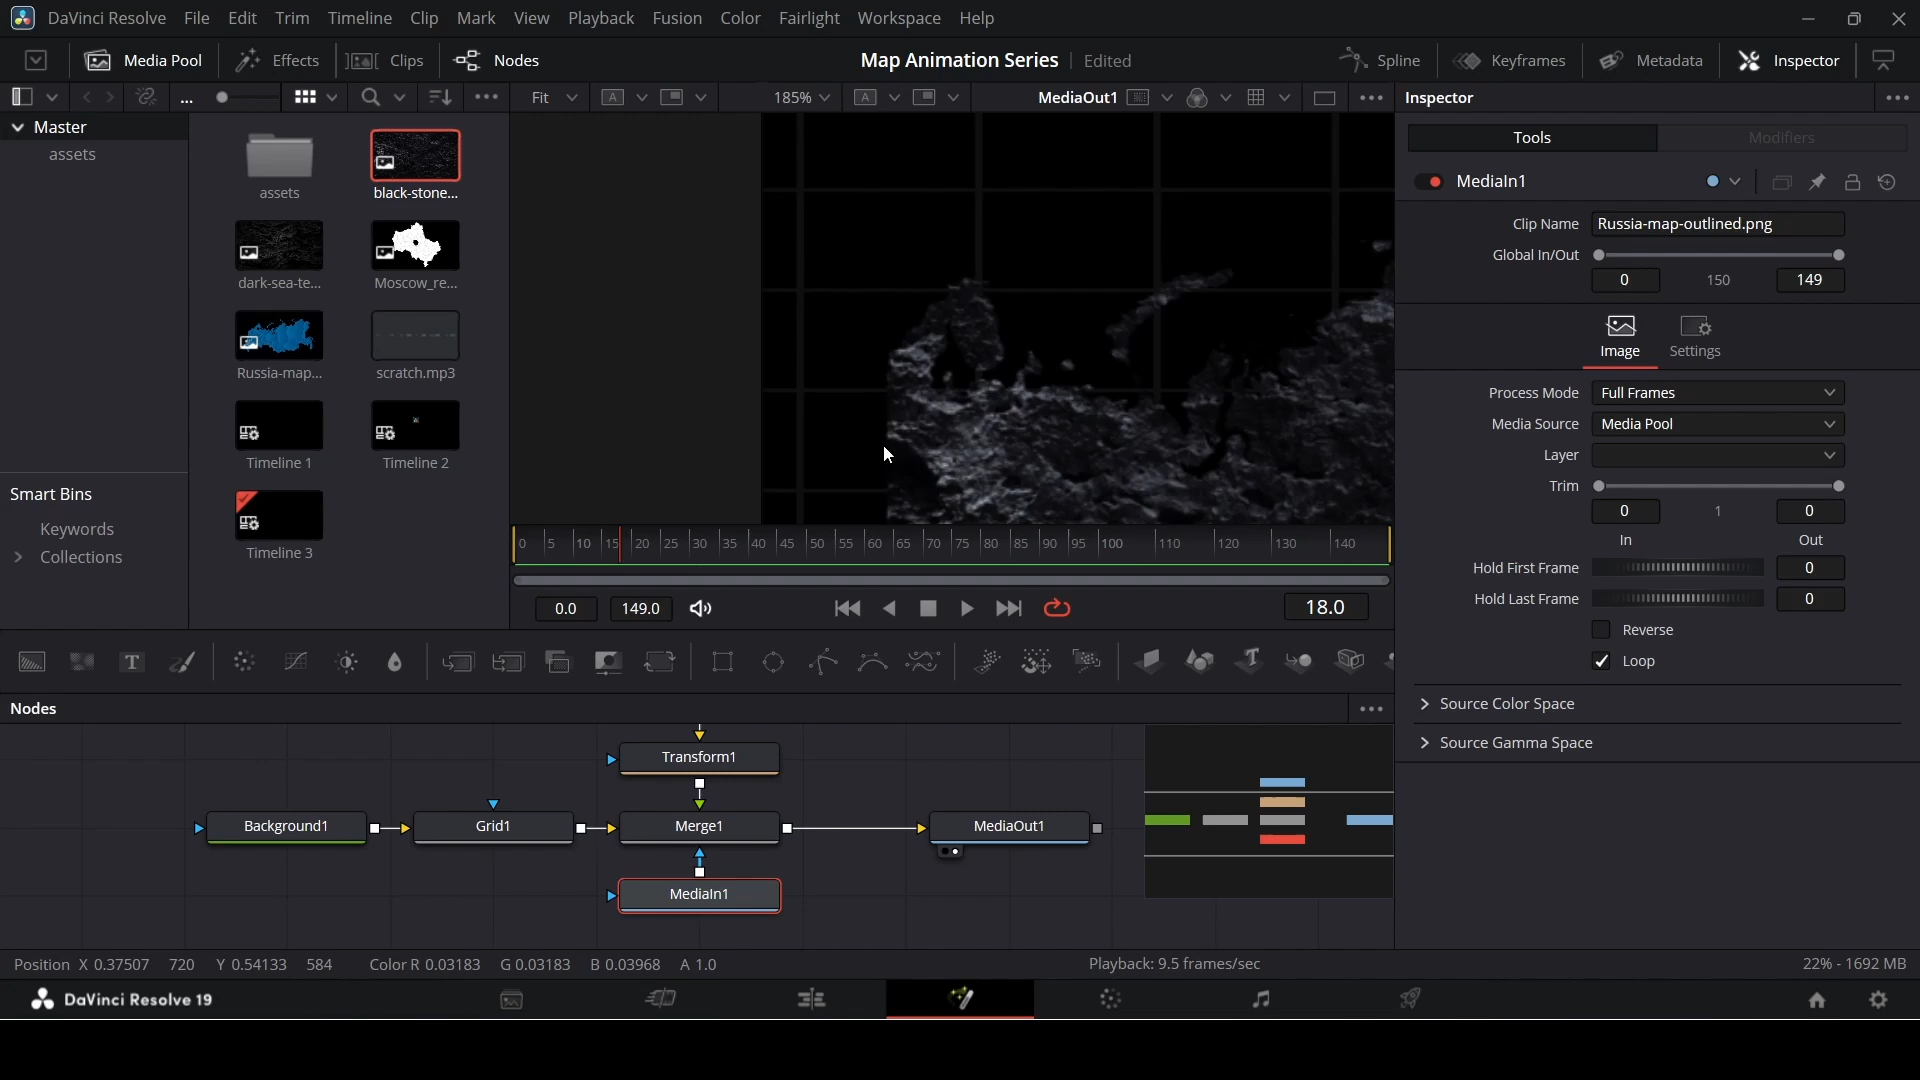 DaVinci Resolve File Edit Trim Timeline Clip Mark View Playback Fusion Color Fairlight Workspace Help
Media Pool Effects Clips Nodes Map Animation Series Edited Spline Keyframes Metadata Inspector
... Fit A 185% A MediaOut1 Inspector
Master
assets
assets
black-stone...
dark-sea-te...
Moscow_re...
Russia-map...
scratch.mp3
Timeline 1
Timeline 2
Timeline 3
Smart Bins
Keywords
Collections
0 5 10 15 20 25 30 35 40 45 50 55 60 65 70 75 80 85 90 95 100 110 120 130 140
0.0 149.0 18.0
Tools Modifiers
MediaIn1
Clip Name Russia-map-outlined.png
Global In/Out
0 150 149
Image Settings
Process Mode Full Frames
Media Source Media Pool
Layer
Trim
0 1 0
In Out
Hold First Frame 0
Hold Last Frame 0
Reverse
Loop
Source Color Space
Source Gamma Space
T T
Nodes
Transform1
Background1 Grid1 Merge1 MediaOut1
MediaIn1
Position X 0.37507 720 Y 0.54133 584 Color R 0.03183 G 0.03183 B 0.03968 A 1.0 Playback: 9.5 frames/sec 22% - 1692 MB
DaVinci Resolve 19